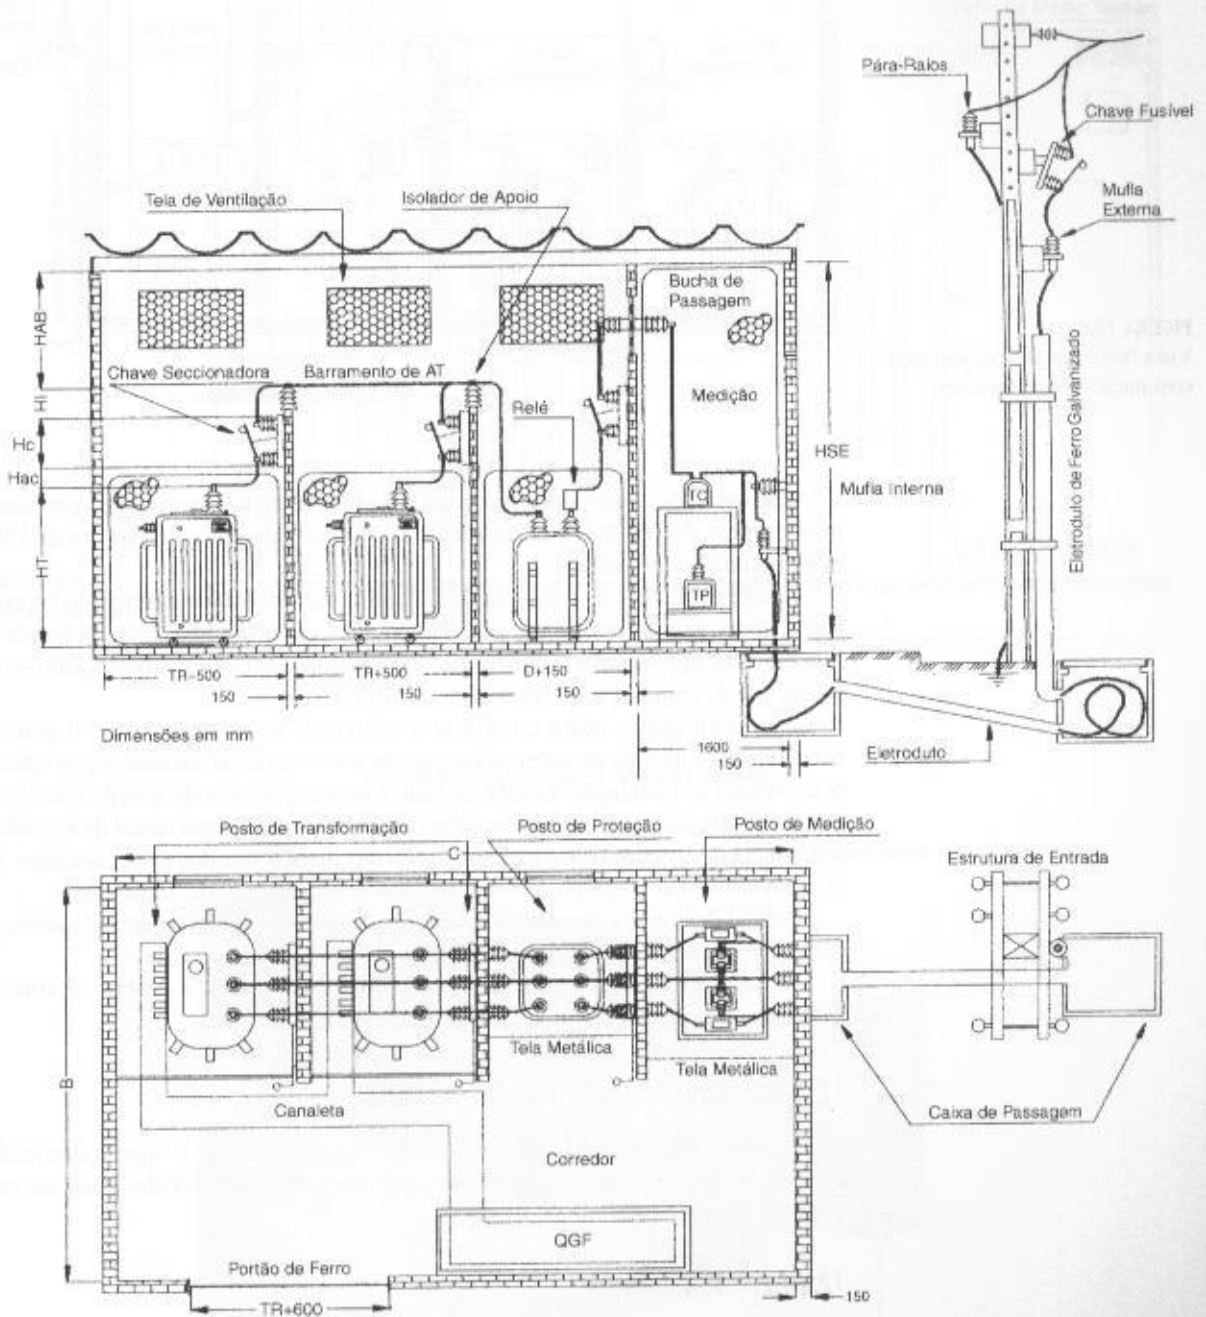 Pára-Raios
Chave Fusível
Mufla
Externa
Tela de Ventilação
Isolador de Apoio
Bucha de
Passagem
HAB
Hi
Hc
Hac
HT
Chave Seccionadora
Barramento de AT
Relé
Medição
HSE
Mufla Interna
Eletroduto de Ferro Galvanizado
TC
TP
TR-500
TR+500
D+150
150
150
150
Dimensões em mm
1600
150
Eletroduto
Posto de Transformação
Posto de Proteção
Posto de Medição
C
Estrutura de Entrada
B
Tela Metálica
Tela Metálica
Canaleta
Caixa de Passagem
Corredor
QGF
Portão de Ferro
TR+600
150